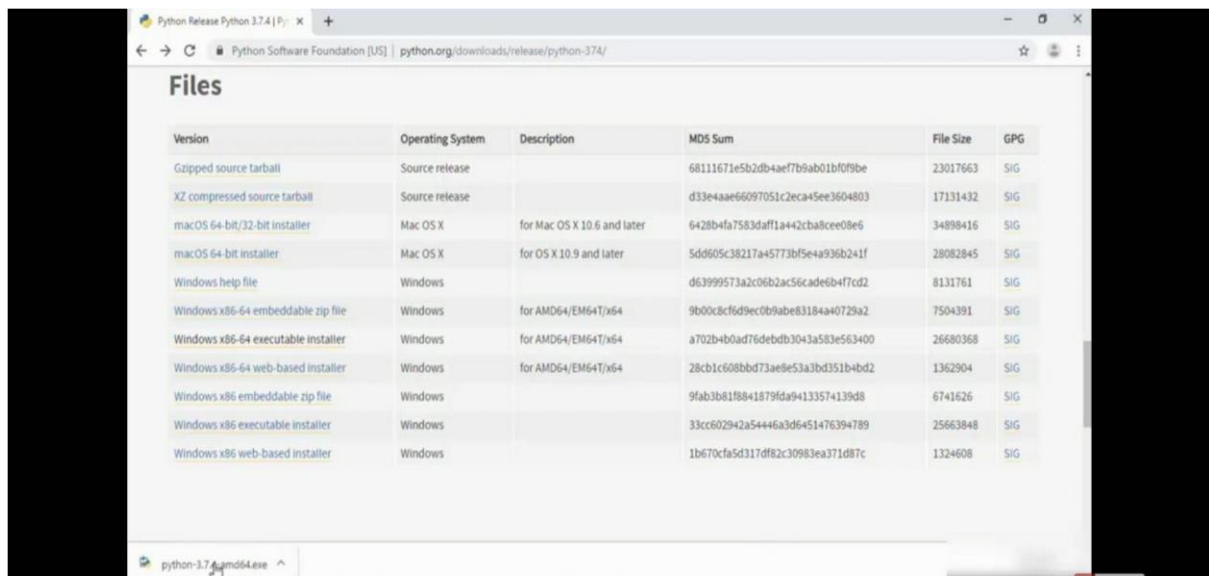 Python Release Python 3.7.4 | Py
Python Software Foundation [US] | python.org/downloads/release/python-374/
Files
Version Operating System Description MD5 Sum File Size GPG
Gzipped source tarball Source release 68111671e5b2db4aef7b9ab01bf0f9be 23017663 SIG
XZ compressed source tarball Source release d33e4aae66097051c2eca45ee3604803 17131432 SIG
macOS 64-bit/32-bit installer Mac OS X for Mac OS X 10.6 and later 6428b4fa7583daff1a442cba8cee08e6 34898416 SIG
macOS 64-bit installer Mac OS X for OS X 10.9 and later 5dd605c38217a45773bf5e4a936b241f 28082845 SIG
Windows help file Windows d63999573a2c06b2ac56cade6b4f7cd2 8131761 SIG
Windows x86-64 embeddable zip file Windows for AMD64/EM64T/x64 9b00c8cf6d9ec0b9abe83184a40729a2 7504391 SIG
Windows x86-64 executable installer Windows for AMD64/EM64T/x64 a702b4b0ad76debdb3043a583e563400 26680368 SIG
Windows x86-64 web-based installer Windows for AMD64/EM64T/x64 28cb1c608bbd73ae8e53a3bd351b4bd2 1362904 SIG
Windows x86 embeddable zip file Windows 9fab3b81f8841879fda94133574139d8 6741626 SIG
Windows x86 executable installer Windows 33cc602942a54446a3d6451476394789 25663848 SIG
Windows x86 web-based installer Windows 1b670cfa5d317df82c30983ea371d87c 1324608 SIG
python-3.7.4-amd64.exe